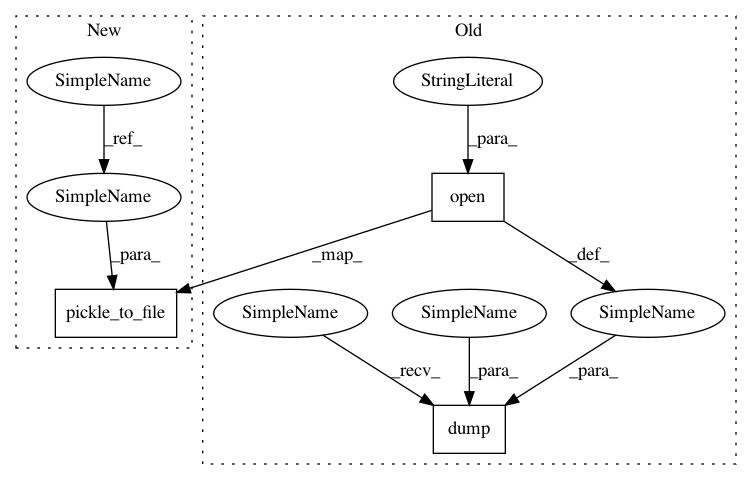 New
Old
SimpleName
StringLiteral
_ref_
_para_
SimpleName
open
_para_
_map_
_def_
pickle_to_file
SimpleName
SimpleName
SimpleName
_recv_
_para_
_para_
dump